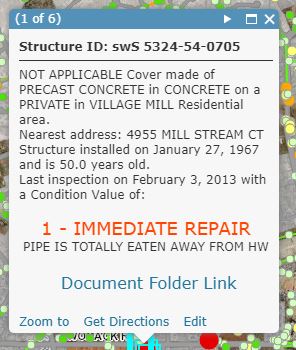 (1 of 6)
Structure ID: swS 5324-54-0705
NOT APPLICABLE Cover made of
PRECAST CONCRETE in CONCRETE on a
PRIVATE in VILLAGE MILL Residential
area.
Nearest address: 4955 MILL STREAM CT
Structure installed on January 27, 1967
and is 50.0 years old.
Last inspection on February 3, 2013 with
a Condition Value of:
1 - IMMEDIATE REPAIR
PIPE IS TOTALLY EATEN AWAY FROM HW
Document Folder Link
Zoom to Get Directions Edit